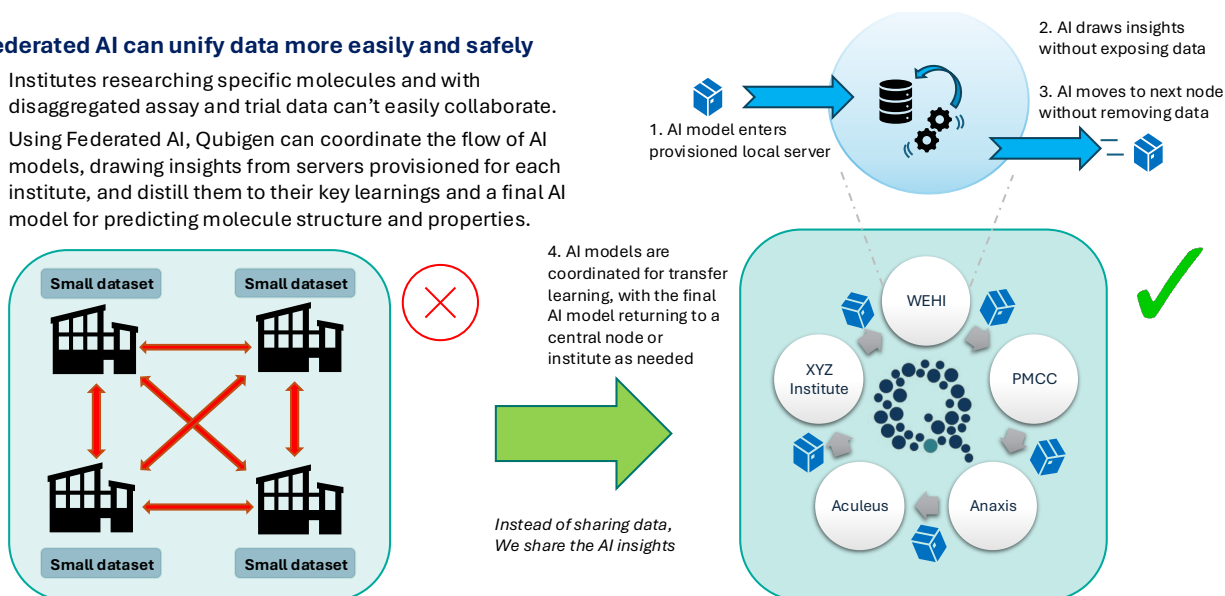 ederated AI can unify data more easily and safely
Institutes researching specific molecules and with
disaggregated assay and trial data can't easily collaborate.
Using Federated AI, Qubigen can coordinate the flow of AI
models, drawing insights from servers provisioned for each
institute, and distill them to their key learnings and a final AI
model for predicting molecule structure and properties.
1. AI model enters
provisioned local server
2. AI draws insights
without exposing data
3. AI moves to next node
without removing data
Small dataset
Small dataset
Small dataset
Small dataset
4. AI models are
coordinated for transfer
learning, with the final
AI model returning to a
central node or
institute as needed
Instead of sharing data,
We share the AI insights
WEHI
PMCC
Anaxis
Aculeus
XYZ
Institute